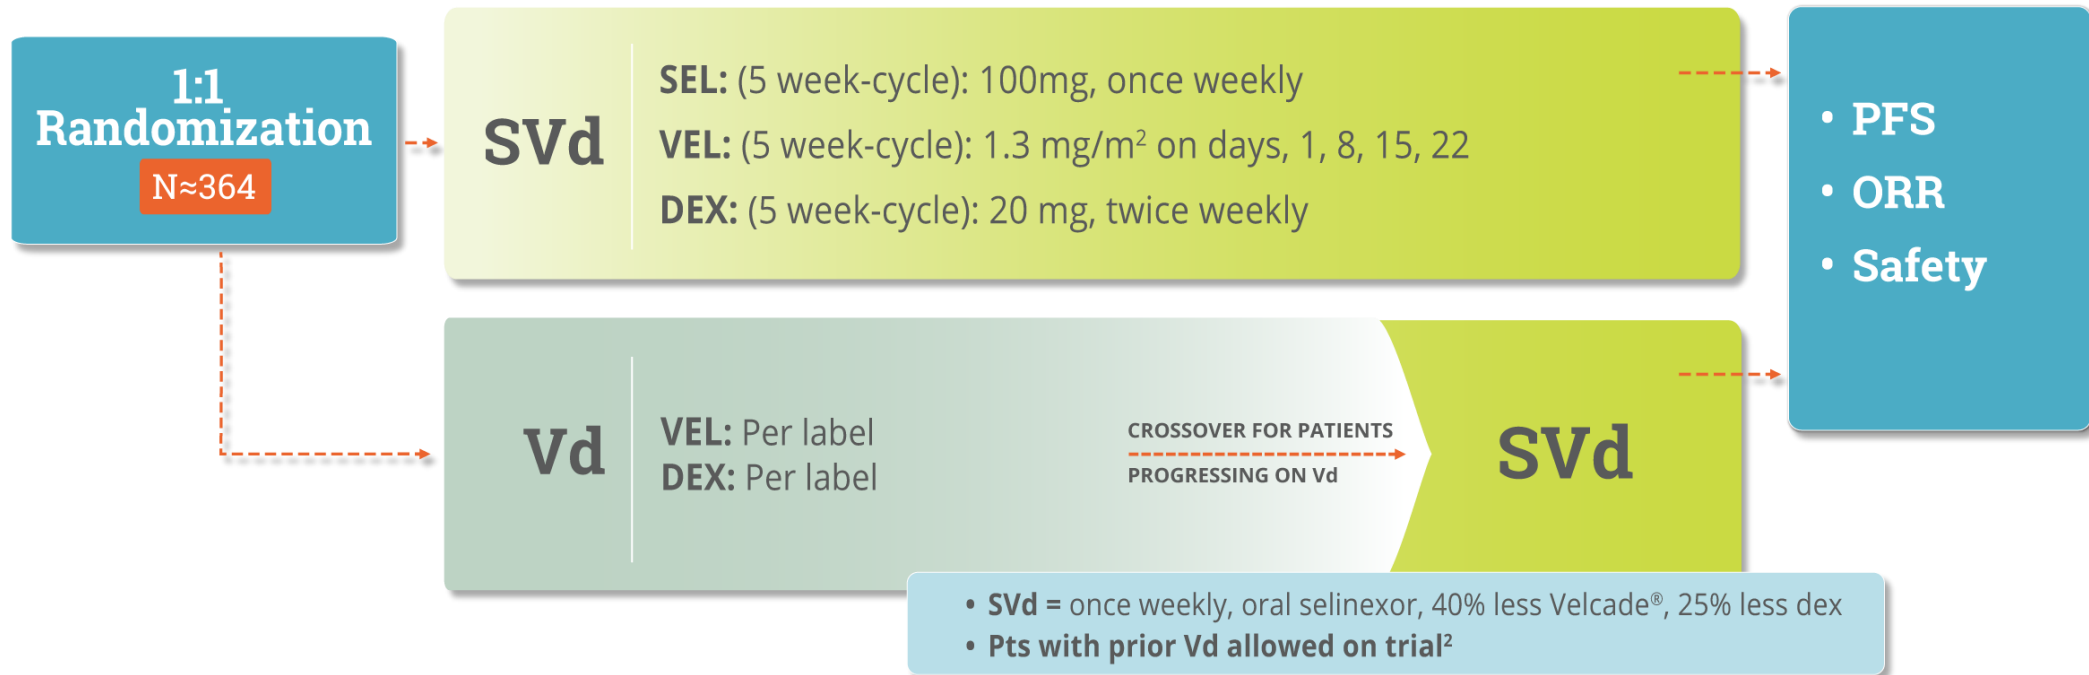 1:1
Randomization
N≈364
SVd
SEL: (5 week-cycle): 100mg, once weekly
VEL: (5 week-cycle): 1.3 mg/m² on days, 1, 8, 15, 22
DEX: (5 week-cycle): 20 mg, twice weekly
• PFS
• ORR
• Safety
Vd
VEL: Per label
DEX: Per label
CROSSOVER FOR PATIENTS
PROGRESSING ON Vd
SVd
• SVd = once weekly, oral selinexor, 40% less Velcade®, 25% less dex
• Pts with prior Vd allowed on trial²